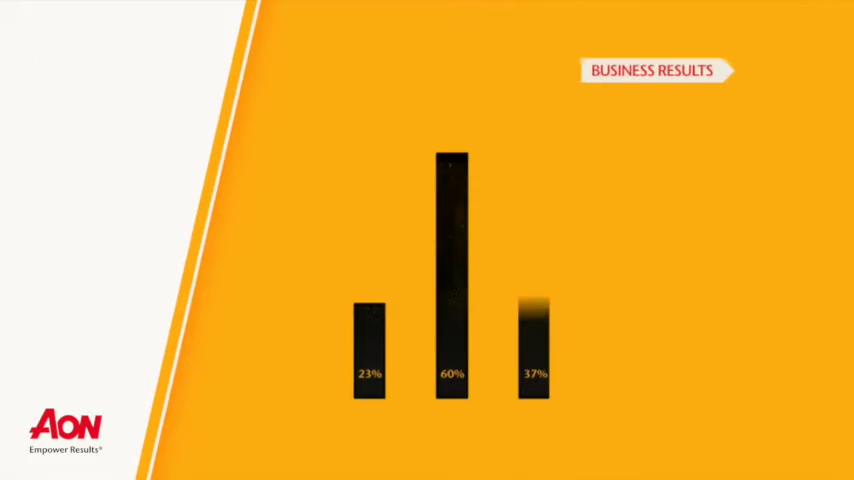 BUSINESS RESULTS
23%
60%
37%
AON
Empower Results®